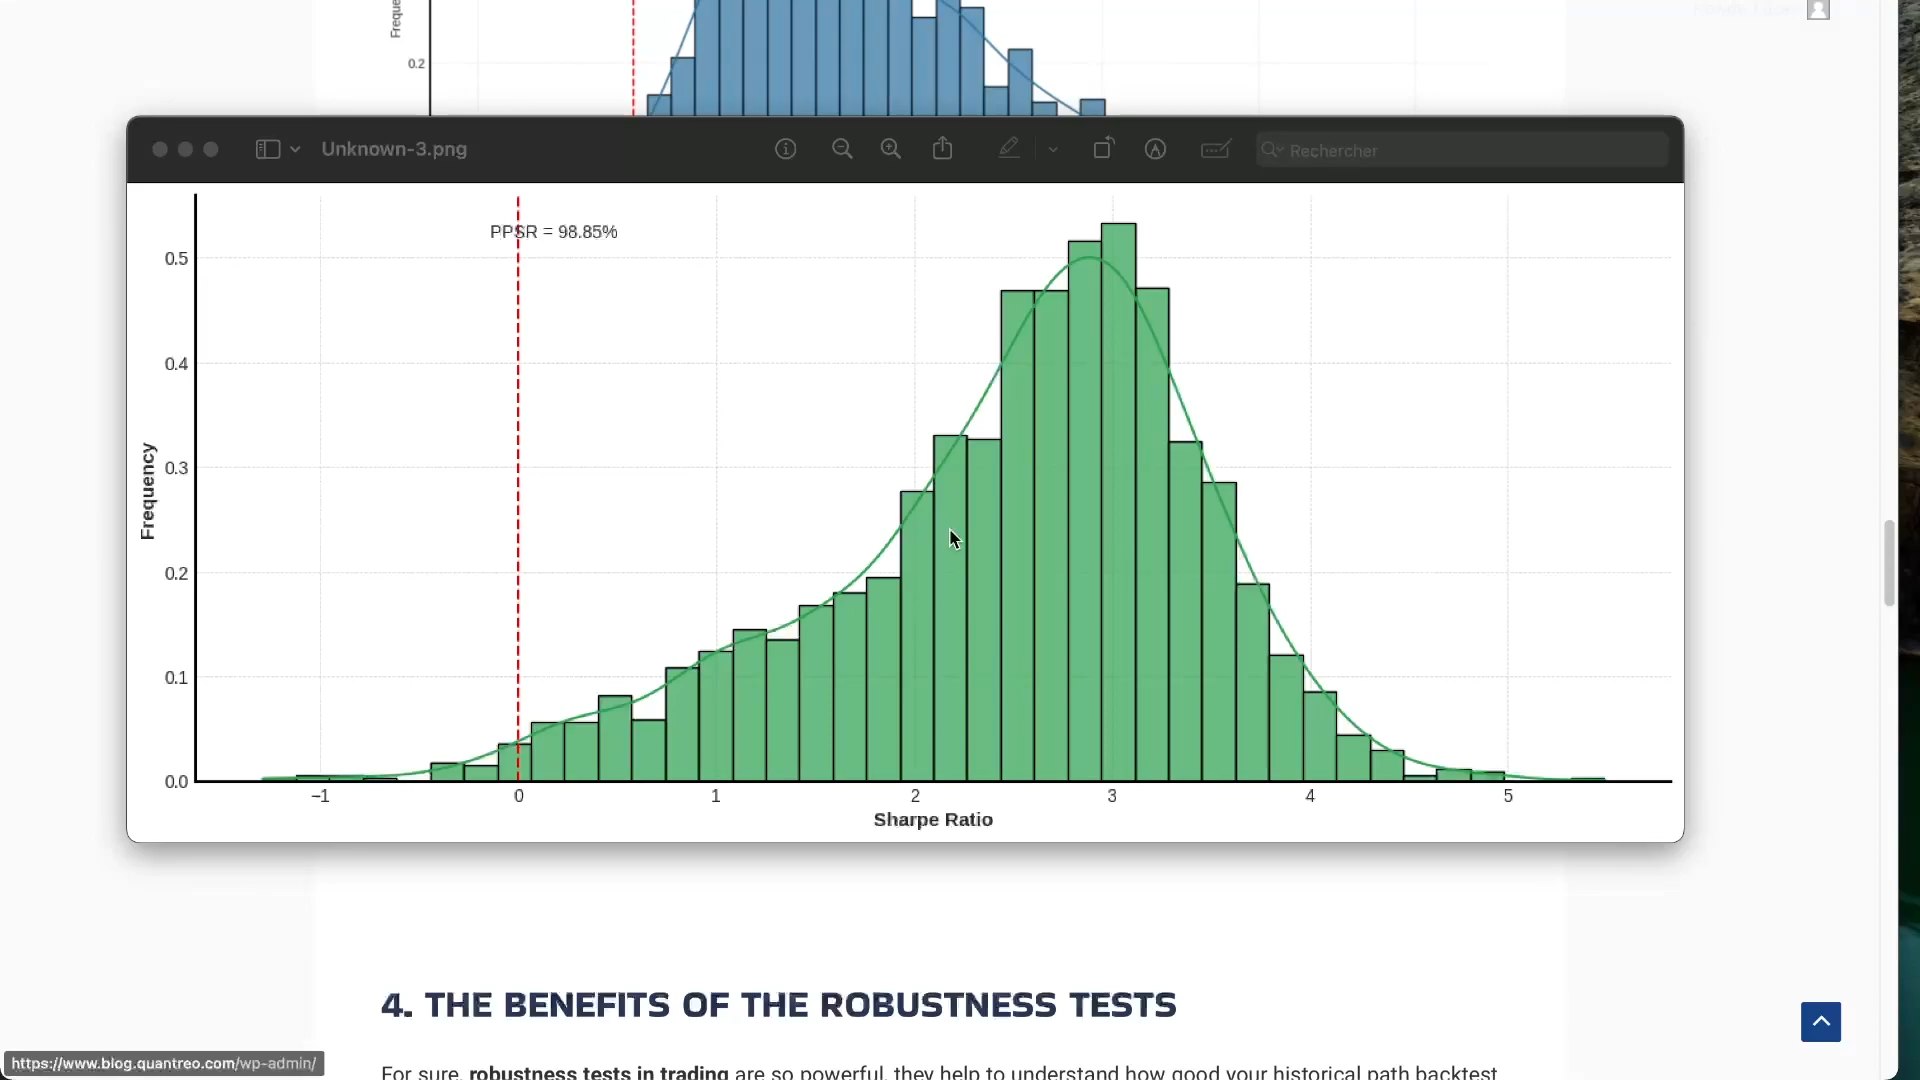 Freque
0.2
Unknown-3.png
Rechercher
PPSR = 98.85%
0.5
0.4
0.3
0.2
0.1
0.0
Frequency
−1
0
1
2
3
4
5
Sharpe Ratio
4. THE BENEFITS OF THE ROBUSTNESS TESTS
https://www.blog.quantreo.com/wp-admin/
For sure, robustness tests in trading are so powerful, they help to understand how good your historical path backtest